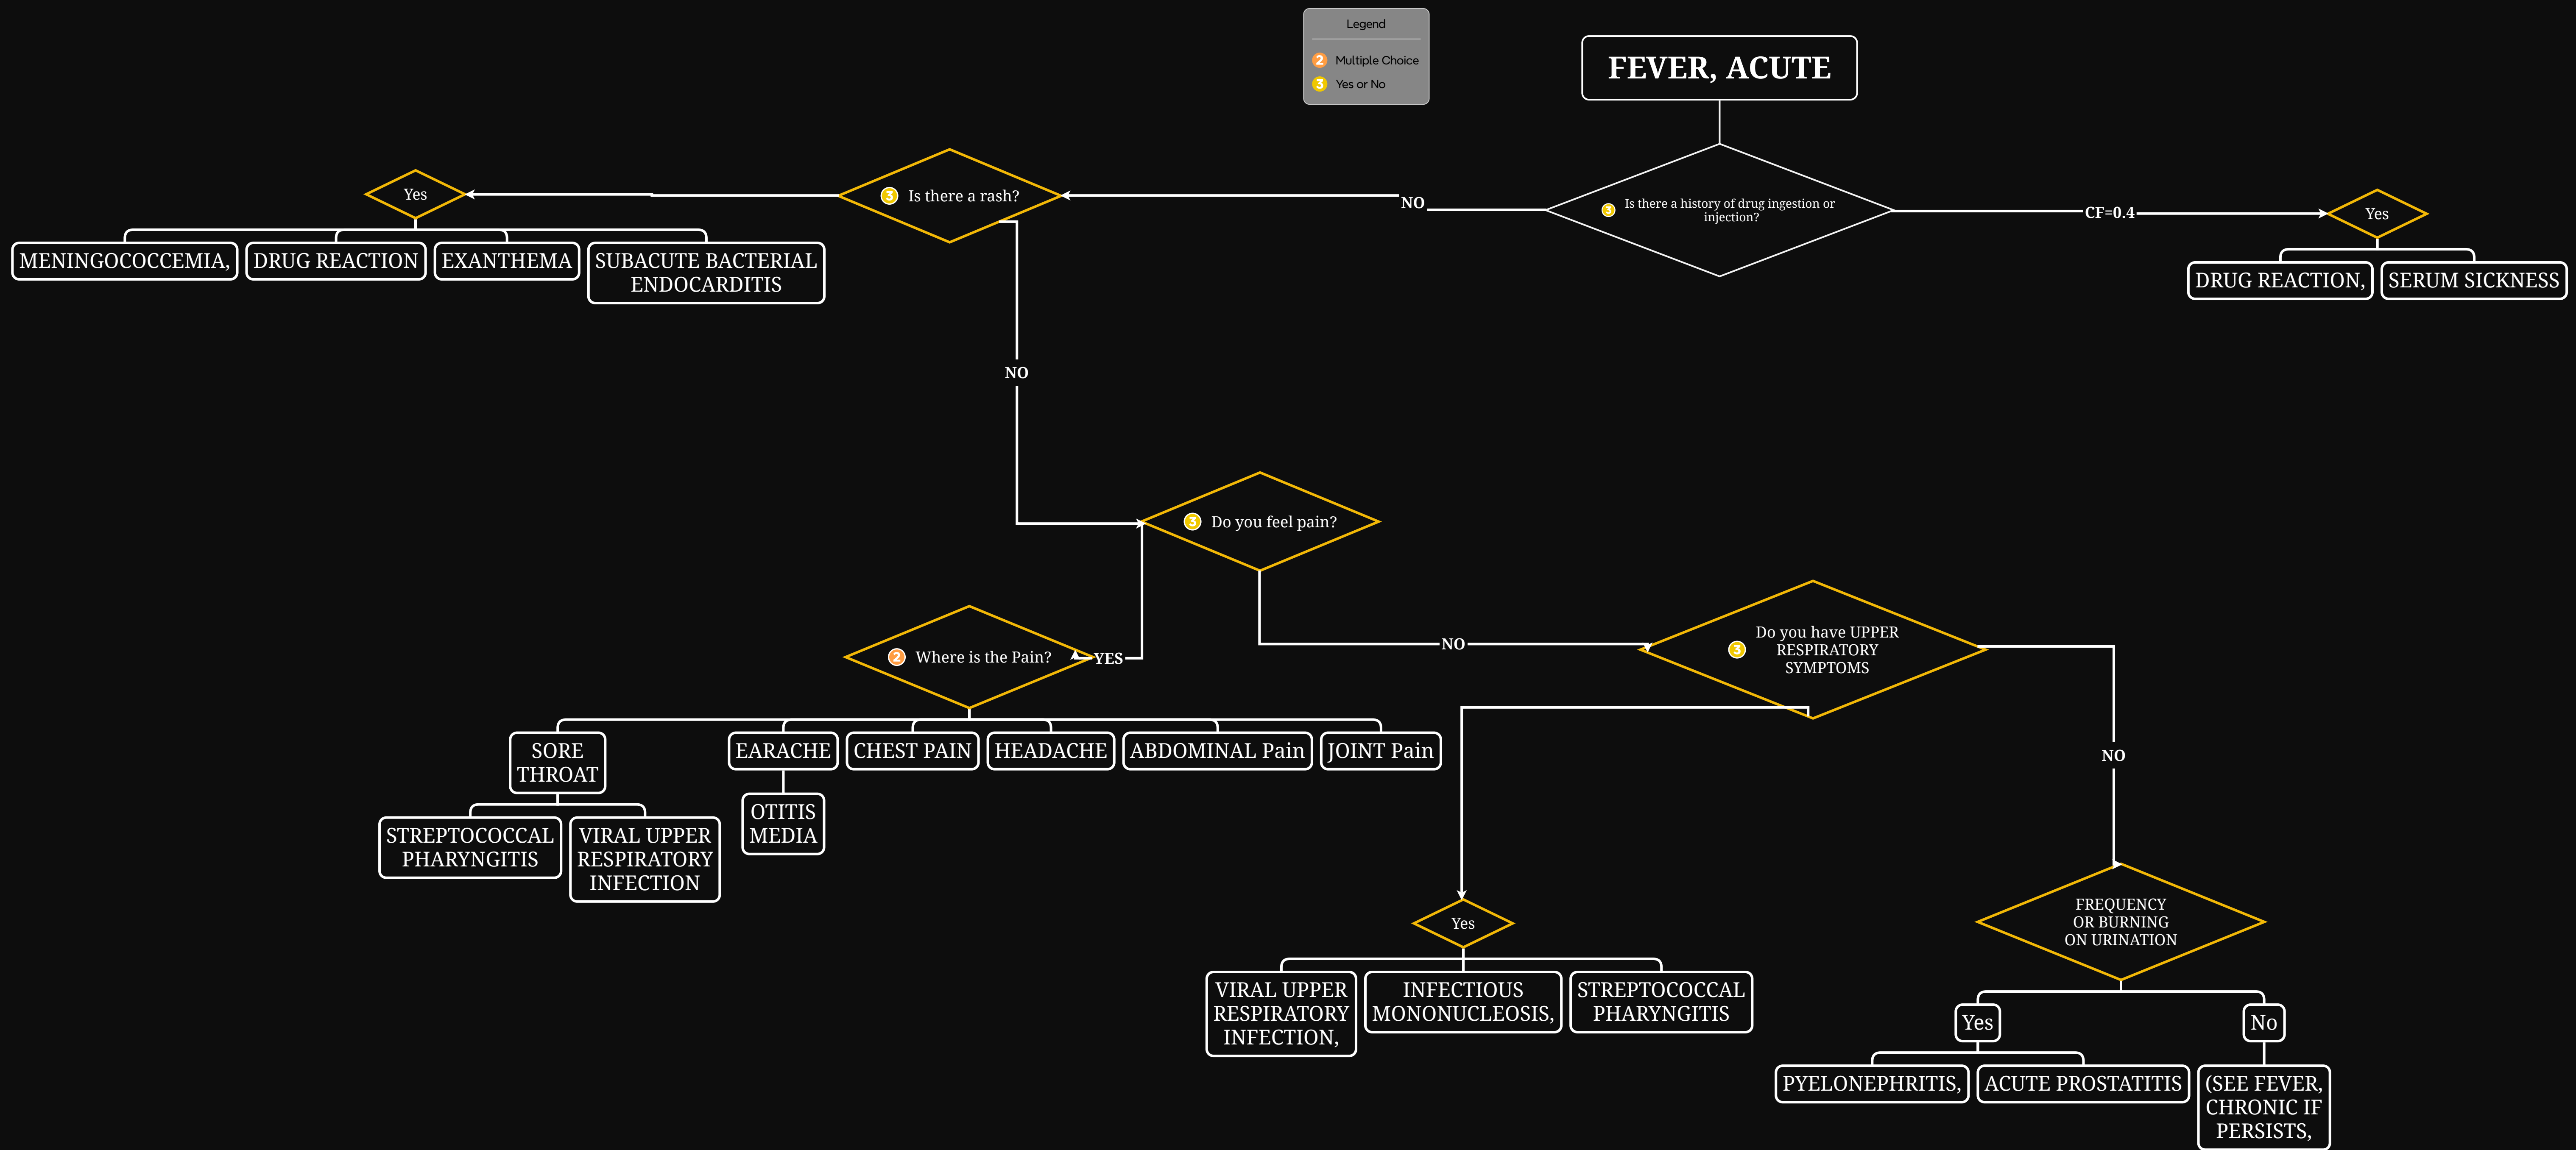 Legend
2 Multiple Choice
3 Yes or No
FEVER, ACUTE
3 Is there a history of drug ingestion or
injection?
CF=0.4
Yes
DRUG REACTION,
SERUM SICKNESS
NO
3 Is there a rash?
Yes
MENINGOCOCCEMIA,
DRUG REACTION
EXANTHEMA
SUBACUTE BACTERIAL
ENDOCARDITIS
NO
3 Do you feel pain?
YES
2 Where is the Pain?
SORE
THROAT
STREPTOCOCCAL
PHARYNGITIS
VIRAL UPPER
RESPIRATORY
INFECTION
EARACHE
OTITIS
MEDIA
CHEST PAIN
HEADACHE
ABDOMINAL Pain
JOINT Pain
NO
3
Do you have UPPER
RESPIRATORY
SYMPTOMS
Yes
VIRAL UPPER
RESPIRATORY
INFECTION,
INFECTIOUS
MONONUCLEOSIS,
STREPTOCOCCAL
PHARYNGITIS
NO
FREQUENCY
OR BURNING
ON URINATION
Yes
PYELONEPHRITIS,
ACUTE PROSTATITIS
No
(SEE FEVER,
CHRONIC IF
PERSISTS,